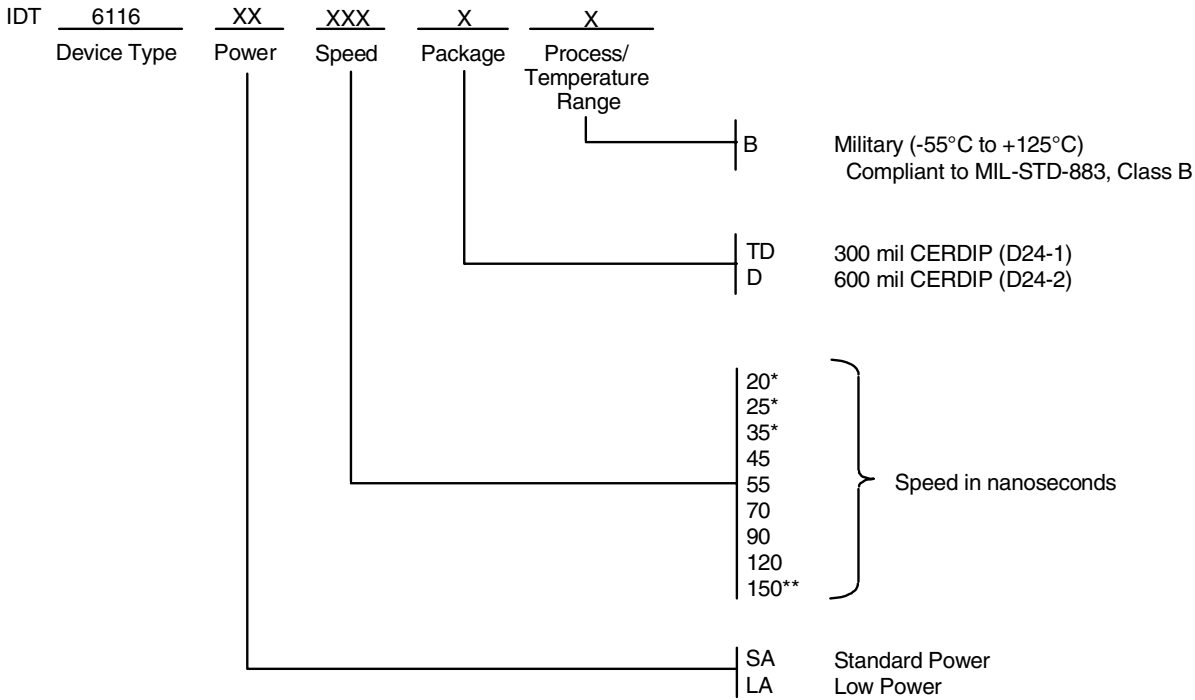 IDT 6116 XX XXX X X
Device Type Power Speed Package Process/
Temperature
Range
B Military (-55°C to +125°C)
Compliant to MIL-STD-883, Class B
TD 300 mil CERDIP (D24-1)
D 600 mil CERDIP (D24-2)
20*
25*
35*
45
55 Speed in nanoseconds
70
90
120
150**
SA Standard Power
LA Low Power